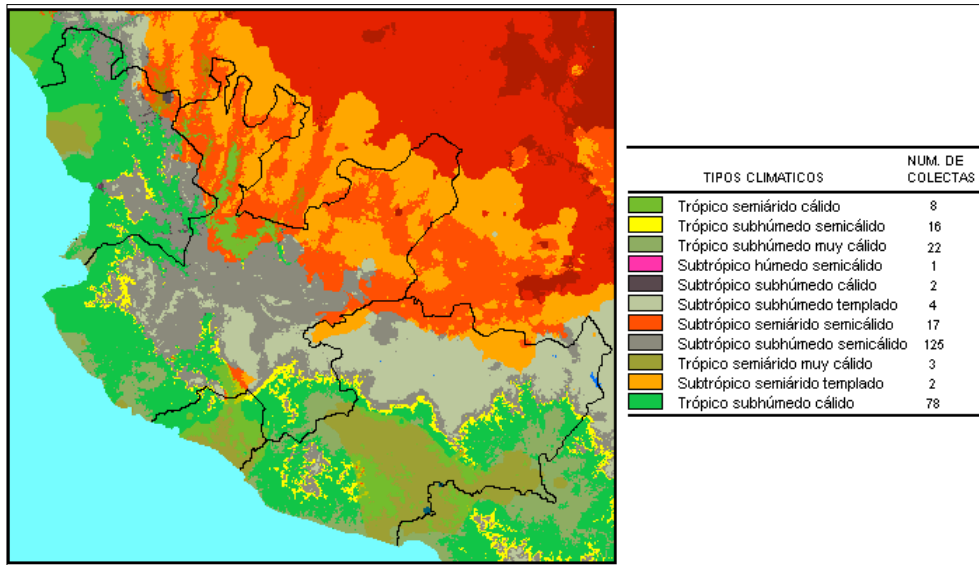 NUM. DE
TIPOS CLIMATICOS COLECTAS
Trópico semiárido cálido 8
Trópico subhúmedo semicálido 16
Trópico subhúmedo muy cálido 22
Subtrópico húmedo semicálido 1
Subtrópico subhúmedo cálido 2
Subtrópico subhúmedo templado 4
Subtrópico semiárido semicálido 17
Subtrópico subhúmedo semicálido 125
Trópico semiárido muy cálido 3
Subtrópico semiárido templado 2
Trópico subhúmedo cálido 78